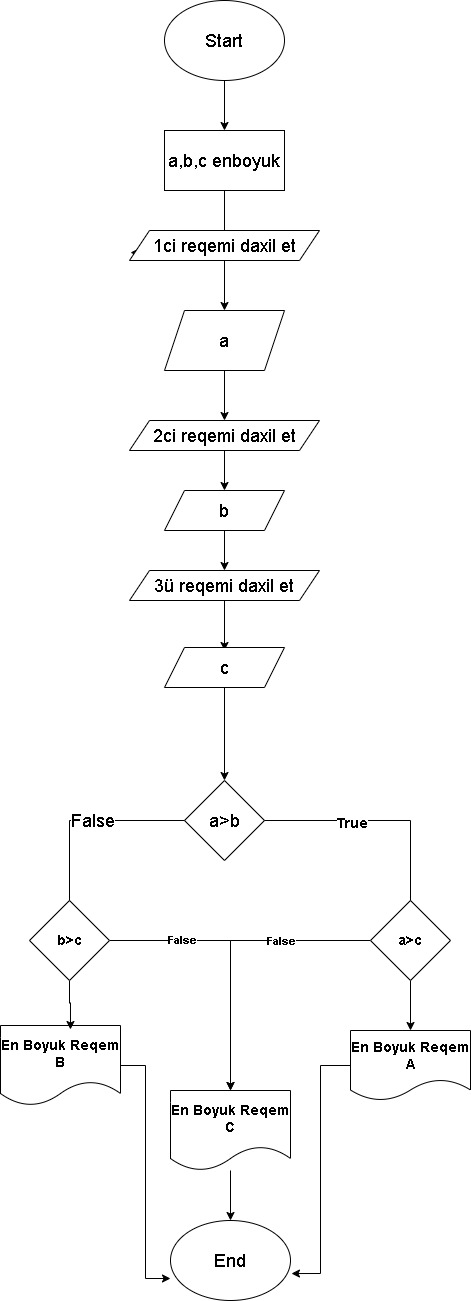 Start
a,b,c enboyuk
1ci reqemi daxil et
a
2ci reqemi daxil et
b
3ü reqemi daxil et
c
a>b
False
True
b>c
False
False
a>c
En Boyuk Reqem
B
En Boyuk Reqem
A
En Boyuk Reqem
C
End